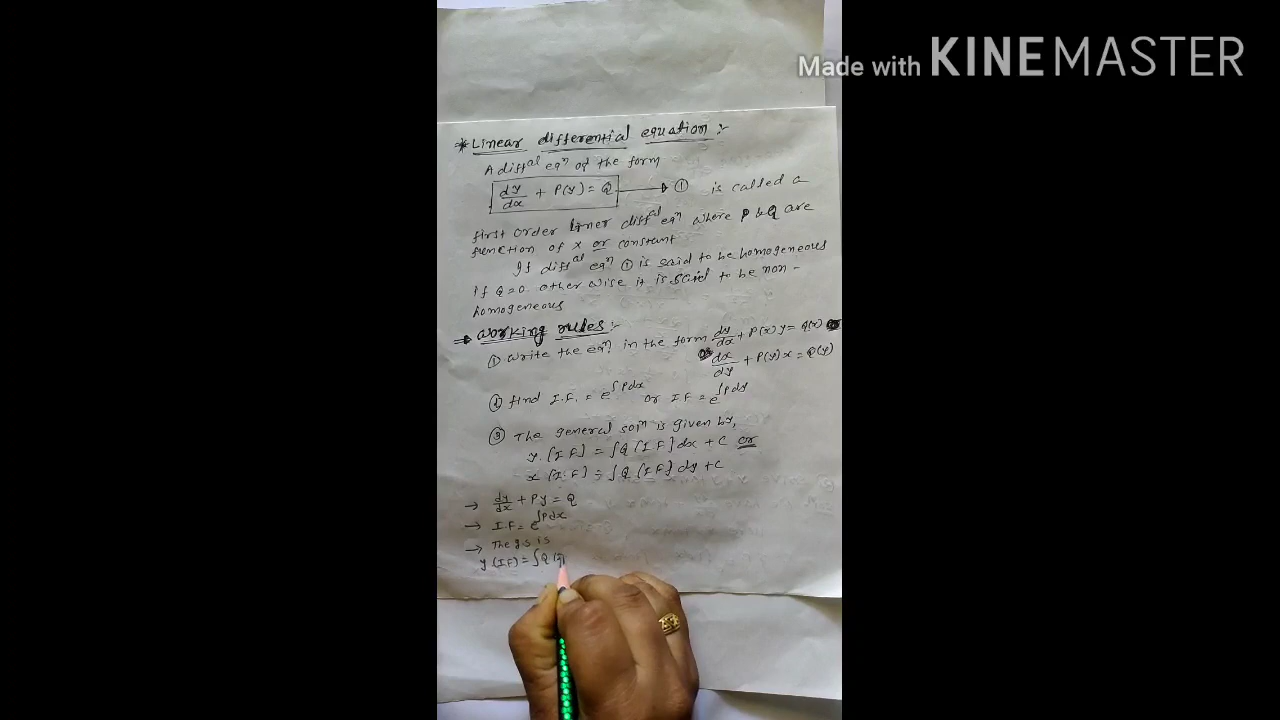 Made with KINEMASTER
* Linear differential equation :-
A diff^al eq^n of the form
dy/dx + P(y) = Q → ① is called a
first order liner diff^al eq^n where P & Q are
function of x or constant
If diff^al eq^n ① is said to be homogeneous
if Q=0 other wise it is said to be non-
homogeneous
→ working rules :-
① write the eq^n in the form dy/dx + P(x) y = Q(x)
dx/dy + P(y) x = Q(y)
② find I.F. = e^∫Pdx or IF = e^∫Pdy
③ The general sol^n is given by,
y.[I F] = ∫Q [I F] dx + C or
x [I.F] = ∫Q [I F] dy + C
→ dy/dx + Py = Q
→ I.F = e^∫Pdx
→ The g.s is
y (I.F) = ∫Q